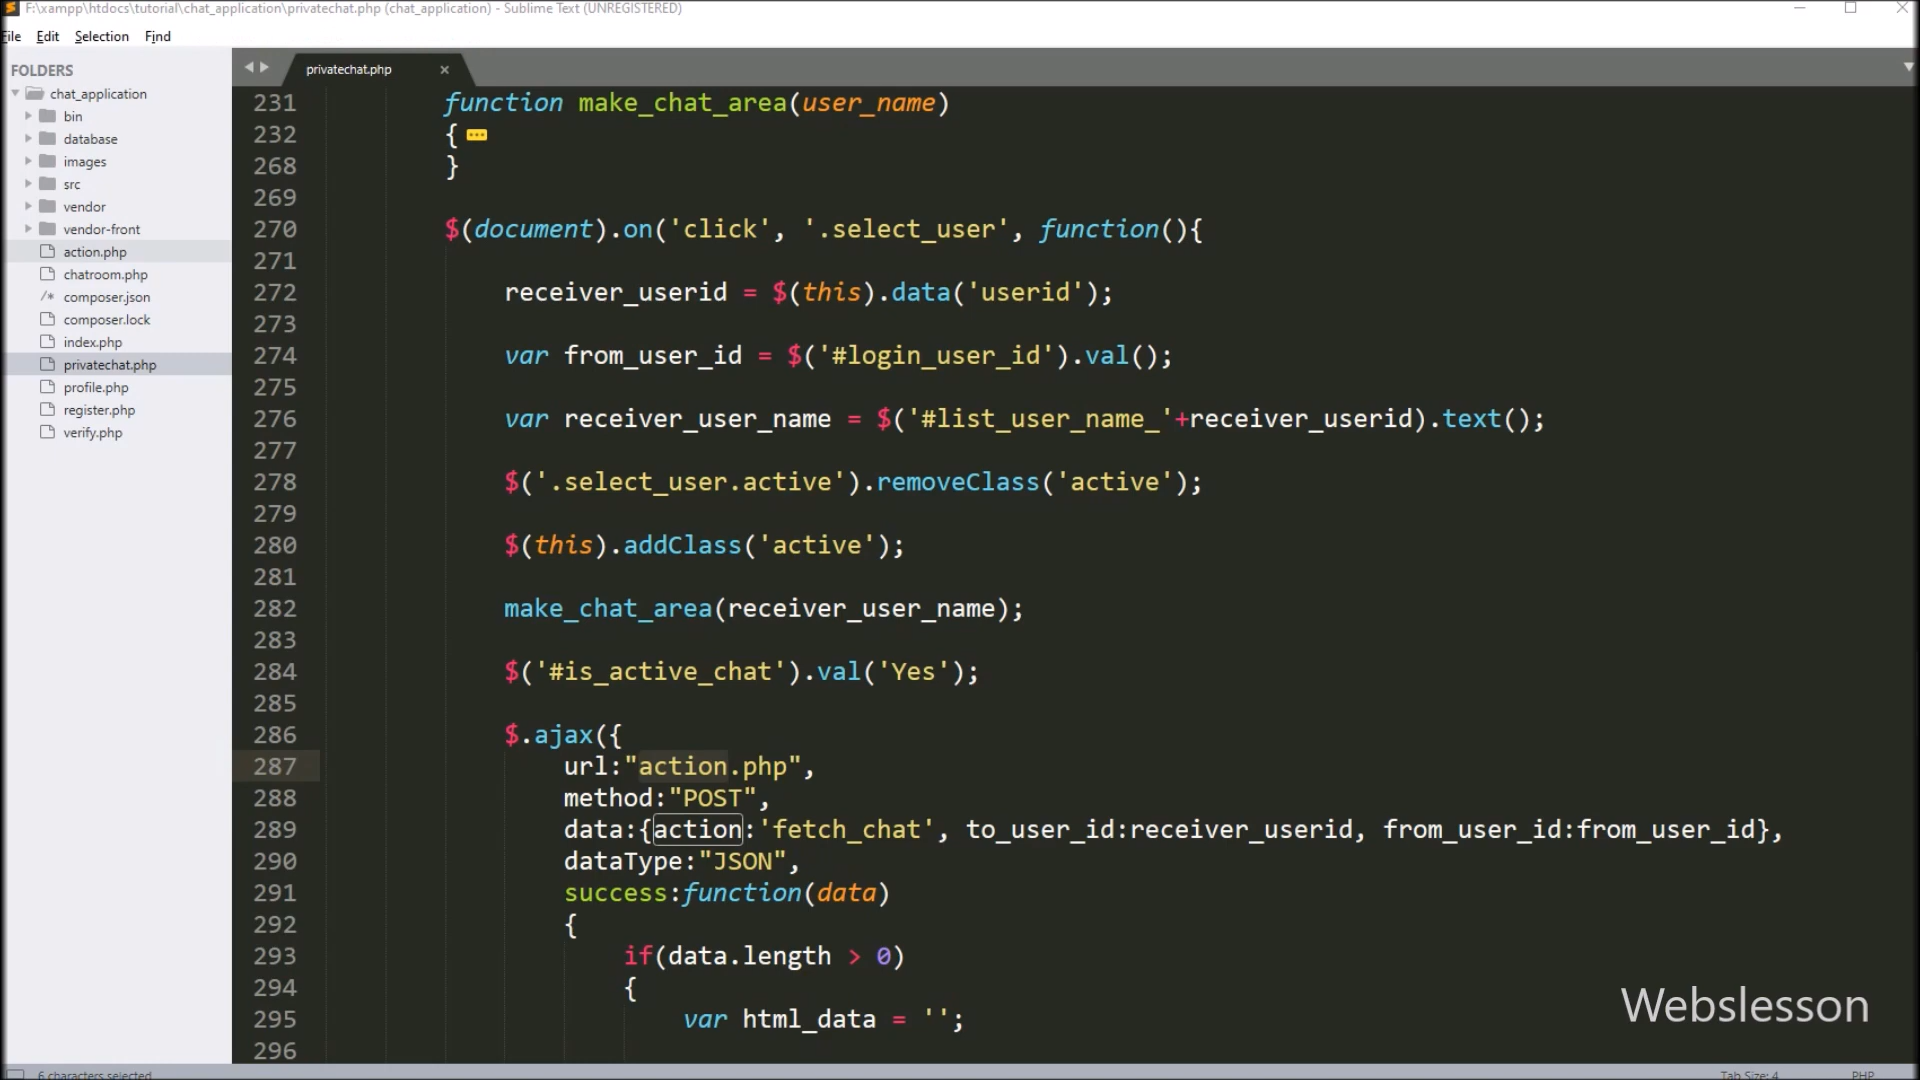 F:\xampp\htdocs\tutorial\chat_application\privatechat.php (chat_application) - Sublime Text (UNREGISTERED)
File Edit Selection Find
FOLDERS
chat_application
bin
database
images
src
vendor
vendor-front
action.php
chatroom.php
/* composer.json
composer.lock
index.php
privatechat.php
profile.php
register.php
verify.php
privatechat.php ×
231 function make_chat_area(user_name)
232 {
268 }
269
270 $(document).on('click', '.select_user', function(){
271
272 receiver_userid = $(this).data('userid');
273
274 var from_user_id = $('#login_user_id').val();
275
276 var receiver_user_name = $('#list_user_name_'+receiver_userid).text();
277
278 $('.select_user.active').removeClass('active');
279
280 $(this).addClass('active');
281
282 make_chat_area(receiver_user_name);
283
284 $('#is_active_chat').val('Yes');
285
286 $.ajax({
287 url:"action.php",
288 method:"POST",
289 data:{action:'fetch_chat', to_user_id:receiver_userid, from_user_id:from_user_id},
290 dataType:"JSON",
291 success:function(data)
292 {
293 if(data.length > 0)
294 {
295 var html_data = '';
296
Webslesson
6 characters selected
Tab Size: 4
PHP